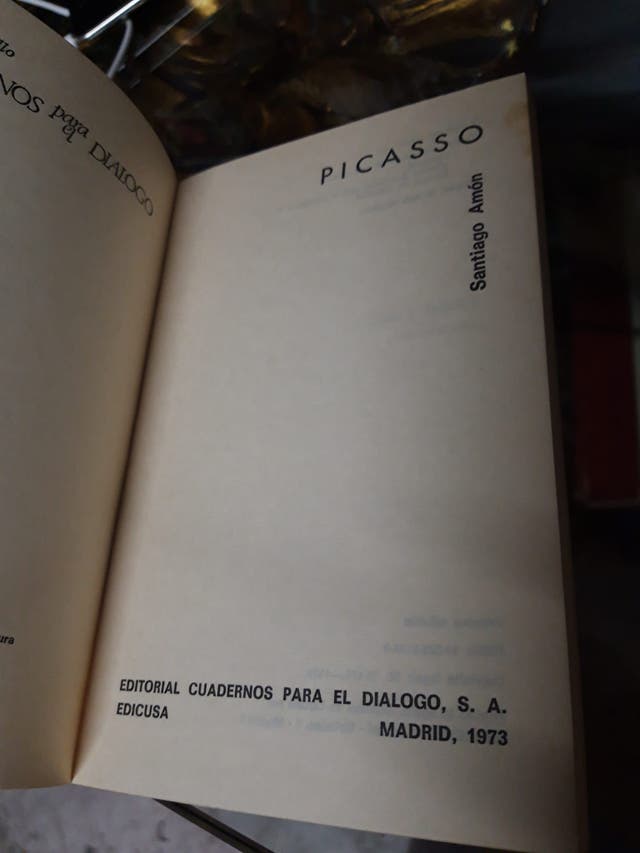 NOS para
el DIALOGO
PICASSO
Santiago Amón
EDITORIAL CUADERNOS PARA EL DIALOGO, S. A.
EDICUSA MADRID, 1973